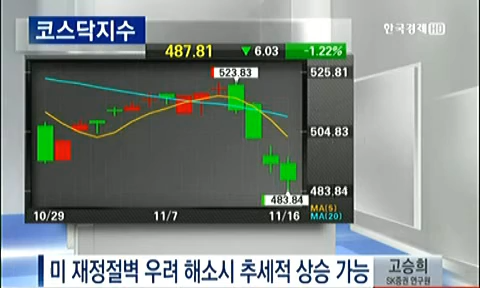 코스닥지수
한국경제HD
487.81 ▼ 6.03 -1.22%
523.83
525.81
504.83
483.84
483.84
MA(5)
MA(20)
10/29 11/7 11/16
미 재정절벽 우려 해소시 추세적 상승 가능
고승희
SK증권 연구원